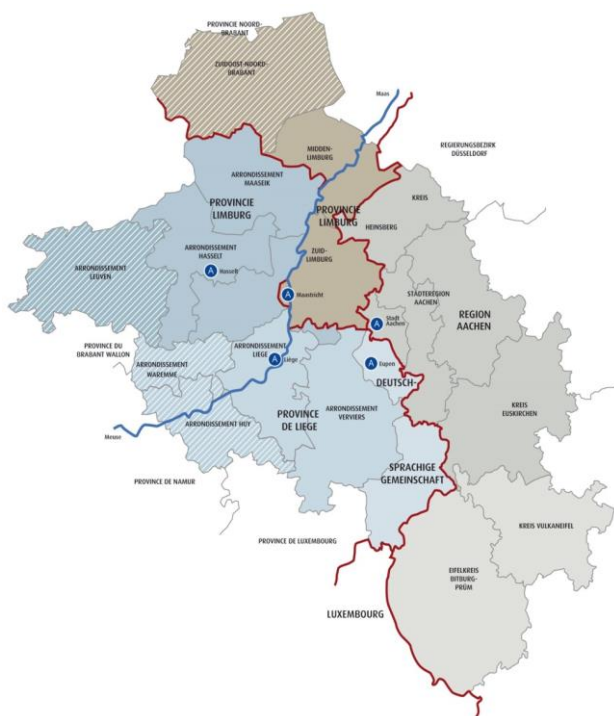 PROVINCIE NOORD-
BRABANT
ZUIDOOST-NOORD-
BRABANT
Maas
MIDDEN-
LIMBURG
REGIERUNGSBEZIRK
DÜSSELDORF
ARRONDISSEMENT
MAASEIK
KREIS
PROVINCIE
LIMBURG
PROVINCIE
LIMBURG
HEINSBERG
ARRONDISSEMENT
HASSELT
ZUID-
LIMBURG
ARRONDISSEMENT
LEUVEN
A Hasselt
STÄDTEREGION
AACHEN
A Maastricht
REGION
AACHEN
A Stadt
Aachen
PROVINCE DU
BRABANT WALLON
ARRONDISSEMENT
LIEGE
A Liège
A Eupen
ARRONDISSEMENT
WAREMME
DEUTSCH-
KREIS
EUSKIRCHEN
PROVINCE
DE LIEGE
ARRONDISSEMENT
VERVIERS
ARRONDISSEMENT HUY
Meuse
SPRACHIGE
GEMEINSCHAFT
PROVINCE DE NAMUR
KREIS VULKANEIFEL
PROVINCE DE LUXEMBOURG
EIFELKREIS
BITBURG-
PRÜM
LUXEMBOURG